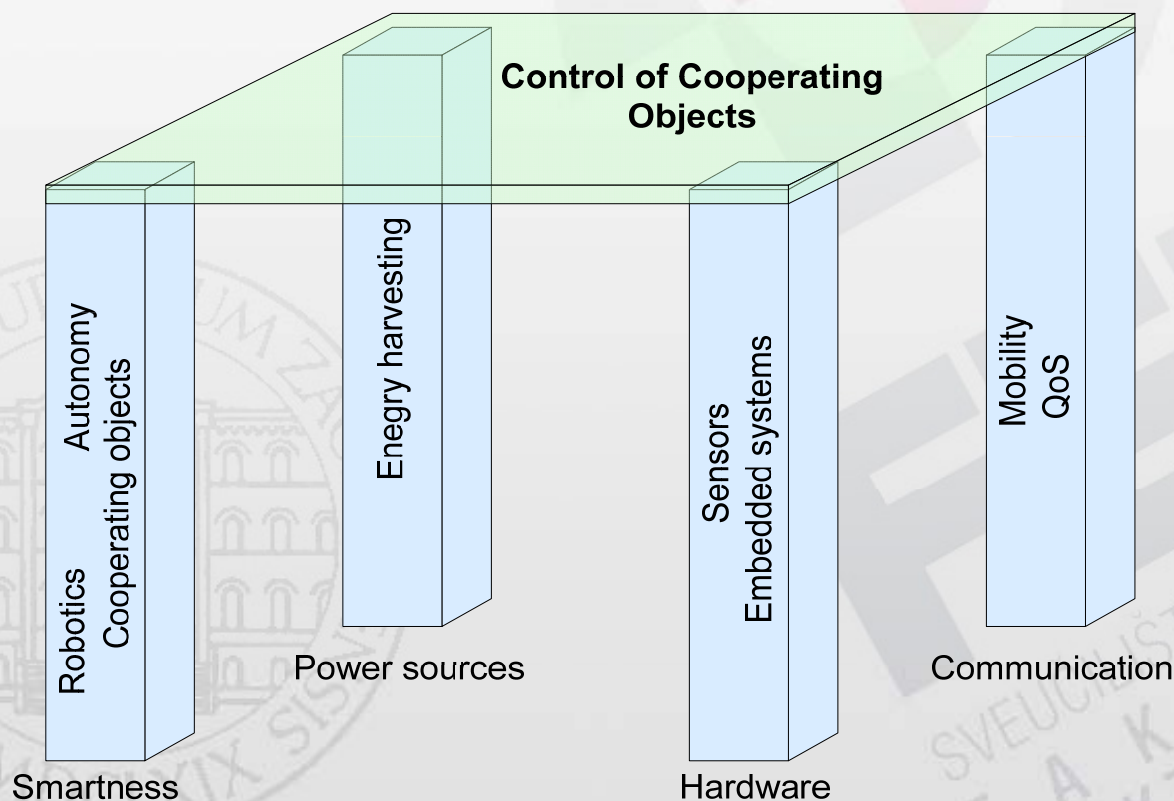 Control of Cooperating
Objects
Robotics Autonomy
Cooperating objects
Enegry harvesting
Sensors
Embedded systems
Mobility
QoS
Power sources
Communication
Smartness
Hardware
SVEUČILIŠT